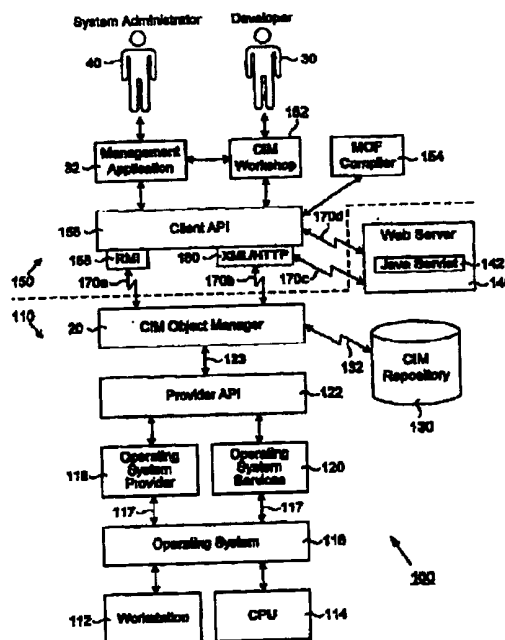 System Administrator
Developer
40
30
152
Management
Application
32
CIM
Workshop
MOF
Compiler
154
Client API
156
158
RMI
160
XML/HTTP
170d
Web Server
Java Servlet
142
14
150
170a
170b
170c
110
20
CIM Object Manager
123
132
CIM
Repository
130
Provider API
122
118
Operating
System
Provider
Operating
System
Services
120
117
117
Operating System
116
112
Workstation
CPU
114
100